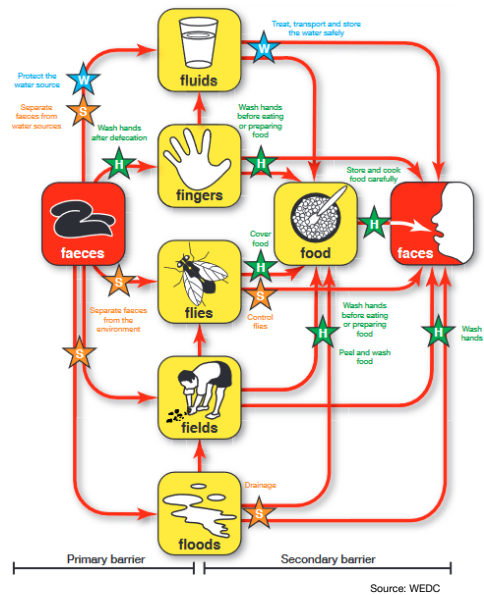 Treat, transport and store
the water safely
W
fluids
Protect the
water source
W
Separate
faeces from
water sources
S
Wash hands
after defecation
H
Wash hands
before eating
or preparing
food
H
fingers
Store and cook
food carefully
H
faeces
food
faces
Cover
food
H
S
Control
flies
flies
S
Separate faeces
from the
environment
S
Wash hands
before eating
or preparing
food
H
Peel and wash
food
H
Wash
hands
fields
Drainage
S
floods
Primary barrier
Secondary barrier
Source: WEDC